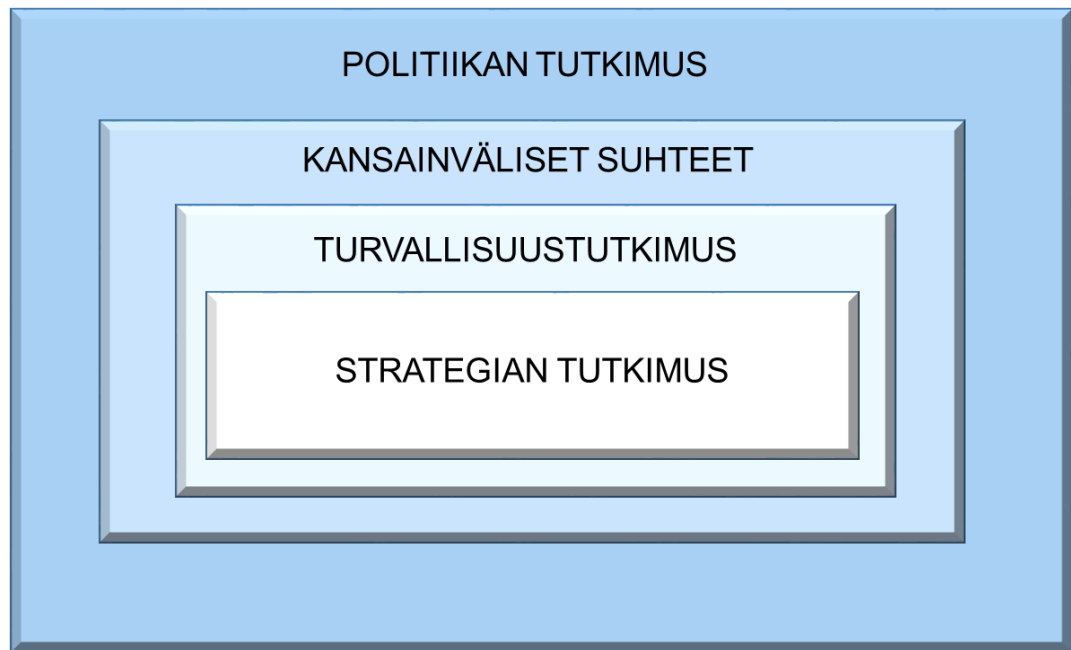 POLITIIKAN TUTKIMUS
KANSAINVÄLISET SUHTEET
TURVALLISUUSTUTKIMUS
STRATEGIAN TUTKIMUS